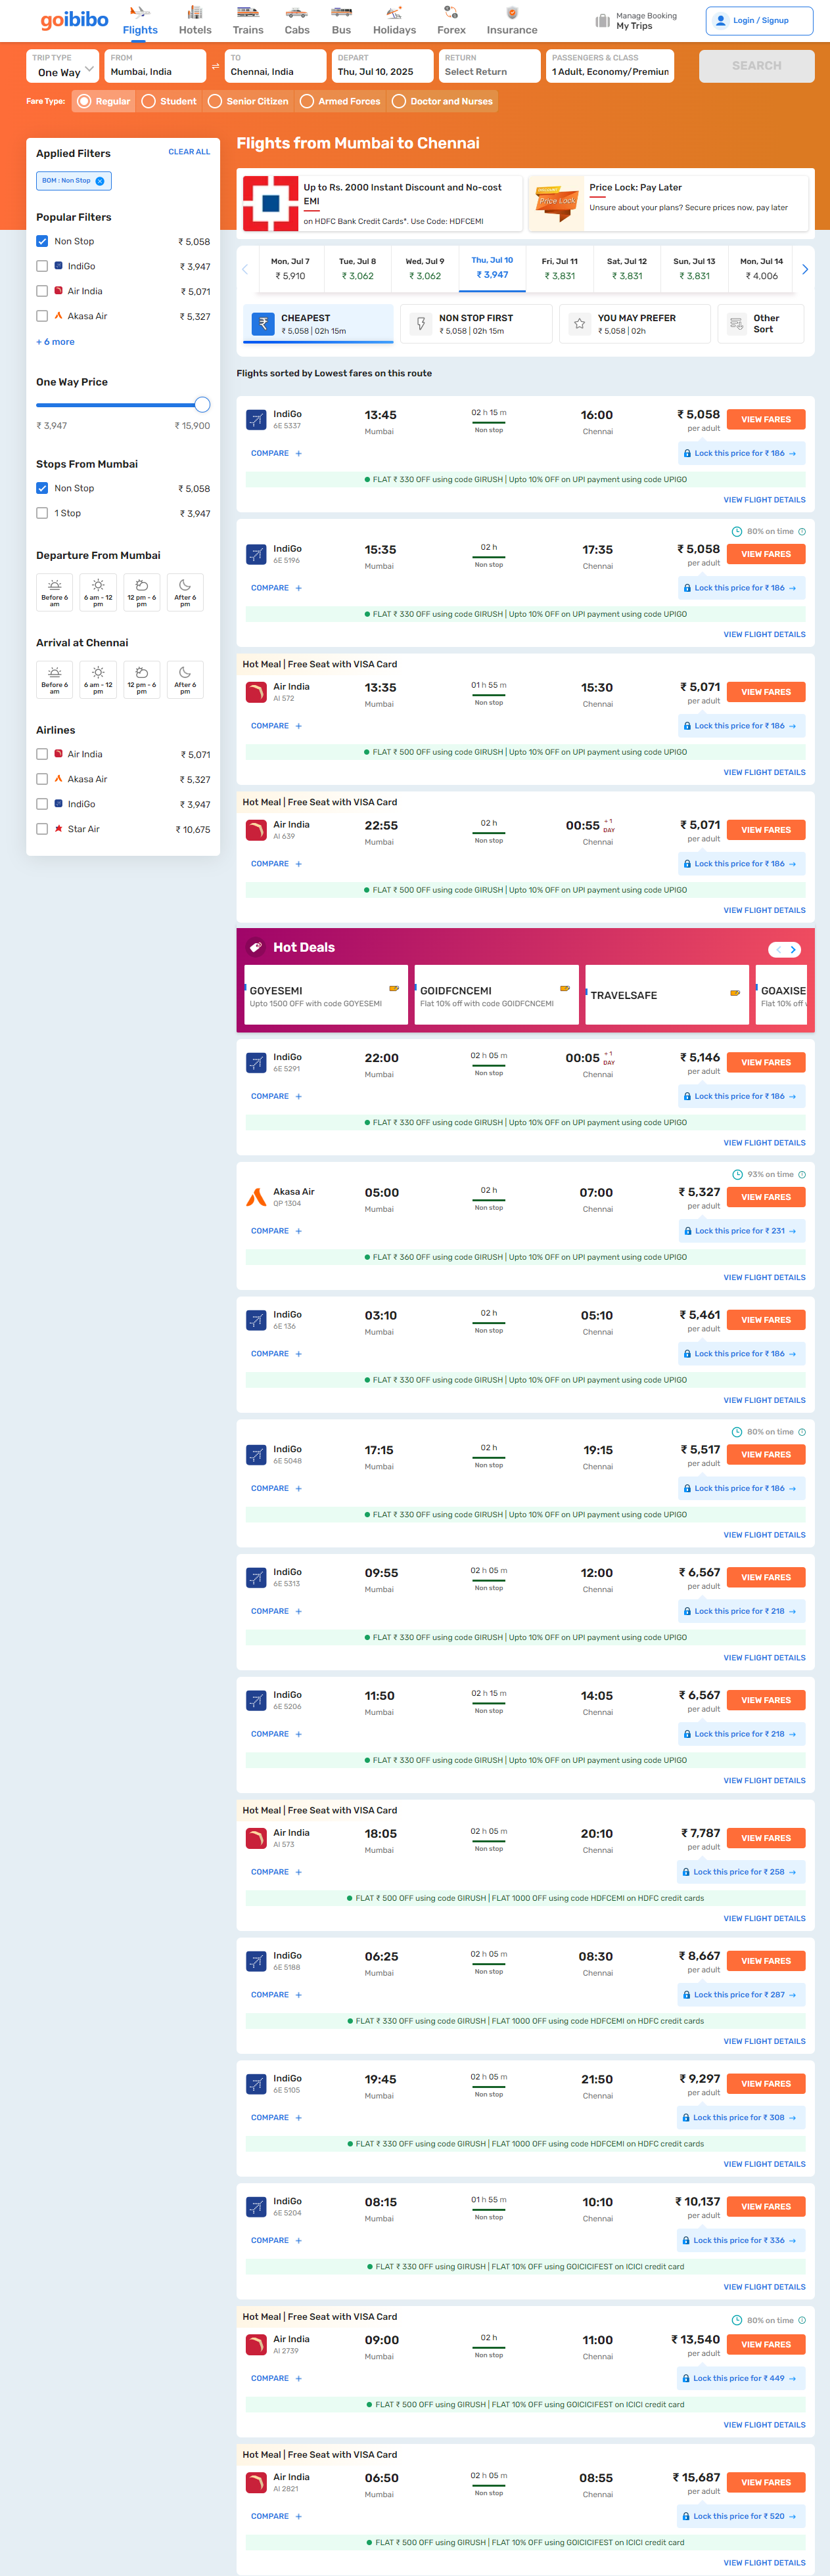 goibibo
Flights
Hotels
Trains
Cabs
Bus
Holidays
Forex
Insurance
Manage Booking
My Trips
Login / Signup
TRIP TYPE
One Way
FROM
Mumbai, India
TO
Chennai, India
DEPART
Thu, Jul 10, 2025
RETURN
Select Return
PASSENGERS & CLASS
1 Adult, Economy/Premiun
SEARCH
Fare Type:
Regular
Student
Senior Citizen
Armed Forces
Doctor and Nurses
Applied Filters
CLEAR ALL
BOM : Non Stop
Popular Filters
Non Stop ₹ 5,058
IndiGo ₹ 3,947
Air India ₹ 5,071
Akasa Air ₹ 5,327
+ 6 more
One Way Price
₹ 3,947 ₹ 15,900
Stops From Mumbai
Non Stop ₹ 5,058
1 Stop ₹ 3,947
Departure From Mumbai
Before 6 am
6 am - 12 pm
12 pm - 6 pm
After 6 pm
Arrival at Chennai
Before 6 am
6 am - 12 pm
12 pm - 6 pm
After 6 pm
Airlines
Air India ₹ 5,071
Akasa Air ₹ 5,327
IndiGo ₹ 3,947
Star Air ₹ 10,675
Flights from Mumbai to Chennai
Up to Rs. 2000 Instant Discount and No-cost
EMI
on HDFC Bank Credit Cards*. Use Code: HDFCEMI
Price Lock
Price Lock: Pay Later
Unsure about your plans? Secure prices now, pay later
Mon, Jul 7
₹ 5,910
Tue, Jul 8
₹ 3,062
Wed, Jul 9
₹ 3,062
Thu, Jul 10
₹ 3,947
Fri, Jul 11
₹ 3,831
Sat, Jul 12
₹ 3,831
Sun, Jul 13
₹ 3,831
Mon, Jul 14
₹ 4,006
CHEAPEST
₹ 5,058 | 02h 15m
NON STOP FIRST
₹ 5,058 | 02h 15m
YOU MAY PREFER
₹ 5,058 | 02h
Other
Sort
Flights sorted by Lowest fares on this route
IndiGo 13:45 02 h 15 m 16:00 ₹ 5,058 VIEW FARES
6E 5337 Mumbai Non stop Chennai per adult
COMPARE + Lock this price for ₹ 186 →
FLAT ₹ 330 OFF using code GIRUSH | Upto 10% OFF on UPI payment using code UPIGO
VIEW FLIGHT DETAILS
80% on time
IndiGo 15:35 02 h 17:35 ₹ 5,058 VIEW FARES
6E 5196 Mumbai Non stop Chennai per adult
COMPARE + Lock this price for ₹ 186 →
FLAT ₹ 330 OFF using code GIRUSH | Upto 10% OFF on UPI payment using code UPIGO
VIEW FLIGHT DETAILS
Hot Meal | Free Seat with VISA Card
Air India 13:35 01 h 55 m 15:30 ₹ 5,071 VIEW FARES
AI 572 Mumbai Non stop Chennai per adult
COMPARE + Lock this price for ₹ 186 →
FLAT ₹ 500 OFF using code GIRUSH | Upto 10% OFF on UPI payment using code UPIGO
VIEW FLIGHT DETAILS
Hot Meal | Free Seat with VISA Card
Air India 22:55 02 h 00:55 +1 DAY ₹ 5,071 VIEW FARES
AI 639 Mumbai Non stop Chennai per adult
COMPARE + Lock this price for ₹ 186 →
FLAT ₹ 500 OFF using code GIRUSH | Upto 10% OFF on UPI payment using code UPIGO
VIEW FLIGHT DETAILS
Hot Deals
GOYESEMI
Upto 1500 OFF with code GOYESEMI
GOIDFCNCEMI
Flat 10% off with code GOIDFCNCEMI
TRAVELSAFE
GOAXISE
Flat 10% off v
IndiGo 22:00 02 h 05 m 00:05 +1 DAY ₹ 5,146 VIEW FARES
6E 5291 Mumbai Non stop Chennai per adult
COMPARE + Lock this price for ₹ 186 →
FLAT ₹ 330 OFF using code GIRUSH | Upto 10% OFF on UPI payment using code UPIGO
VIEW FLIGHT DETAILS
93% on time
Akasa Air 05:00 02 h 07:00 ₹ 5,327 VIEW FARES
QP 1304 Mumbai Non stop Chennai per adult
COMPARE + Lock this price for ₹ 231 →
FLAT ₹ 360 OFF using code GIRUSH | Upto 10% OFF on UPI payment using code UPIGO
VIEW FLIGHT DETAILS
IndiGo 03:10 02 h 05:10 ₹ 5,461 VIEW FARES
6E 136 Mumbai Non stop Chennai per adult
COMPARE + Lock this price for ₹ 186 →
FLAT ₹ 330 OFF using code GIRUSH | Upto 10% OFF on UPI payment using code UPIGO
VIEW FLIGHT DETAILS
80% on time
IndiGo 17:15 02 h 19:15 ₹ 5,517 VIEW FARES
6E 5048 Mumbai Non stop Chennai per adult
COMPARE + Lock this price for ₹ 186 →
FLAT ₹ 330 OFF using code GIRUSH | Upto 10% OFF on UPI payment using code UPIGO
VIEW FLIGHT DETAILS
IndiGo 09:55 02 h 05 m 12:00 ₹ 6,567 VIEW FARES
6E 5313 Mumbai Non stop Chennai per adult
COMPARE + Lock this price for ₹ 218 →
FLAT ₹ 330 OFF using code GIRUSH | Upto 10% OFF on UPI payment using code UPIGO
VIEW FLIGHT DETAILS
IndiGo 11:50 02 h 15 m 14:05 ₹ 6,567 VIEW FARES
6E 5206 Mumbai Non stop Chennai per adult
COMPARE + Lock this price for ₹ 218 →
FLAT ₹ 330 OFF using code GIRUSH | Upto 10% OFF on UPI payment using code UPIGO
VIEW FLIGHT DETAILS
Hot Meal | Free Seat with VISA Card
Air India 18:05 02 h 05 m 20:10 ₹ 7,787 VIEW FARES
AI 573 Mumbai Non stop Chennai per adult
COMPARE + Lock this price for ₹ 258 →
FLAT ₹ 500 OFF using code GIRUSH | FLAT 1000 OFF using code HDFCEMI on HDFC credit cards
VIEW FLIGHT DETAILS
IndiGo 06:25 02 h 05 m 08:30 ₹ 8,667 VIEW FARES
6E 5188 Mumbai Non stop Chennai per adult
COMPARE + Lock this price for ₹ 287 →
FLAT ₹ 330 OFF using code GIRUSH | FLAT 1000 OFF using code HDFCEMI on HDFC credit cards
VIEW FLIGHT DETAILS
IndiGo 19:45 02 h 05 m 21:50 ₹ 9,297 VIEW FARES
6E 5105 Mumbai Non stop Chennai per adult
COMPARE + Lock this price for ₹ 308 →
FLAT ₹ 330 OFF using code GIRUSH | FLAT 1000 OFF using code HDFCEMI on HDFC credit cards
VIEW FLIGHT DETAILS
IndiGo 08:15 01 h 55 m 10:10 ₹ 10,137 VIEW FARES
6E 5204 Mumbai Non stop Chennai per adult
COMPARE + Lock this price for ₹ 336 →
FLAT ₹ 330 OFF using GIRUSH | FLAT 10% OFF using GOICICIFEST on ICICI credit card
VIEW FLIGHT DETAILS
Hot Meal | Free Seat with VISA Card
80% on time
Air India 09:00 02 h 11:00 ₹ 13,540 VIEW FARES
AI 2739 Mumbai Non stop Chennai per adult
COMPARE + Lock this price for ₹ 449 →
FLAT ₹ 500 OFF using GIRUSH | FLAT 10% OFF using GOICICIFEST on ICICI credit card
VIEW FLIGHT DETAILS
Hot Meal | Free Seat with VISA Card
Air India 06:50 02 h 05 m 08:55 ₹ 15,687 VIEW FARES
AI 2821 Mumbai Non stop Chennai per adult
COMPARE + Lock this price for ₹ 520 →
FLAT ₹ 500 OFF using GIRUSH | FLAT 10% OFF using GOICICIFEST on ICICI credit card
VIEW FLIGHT DETAILS